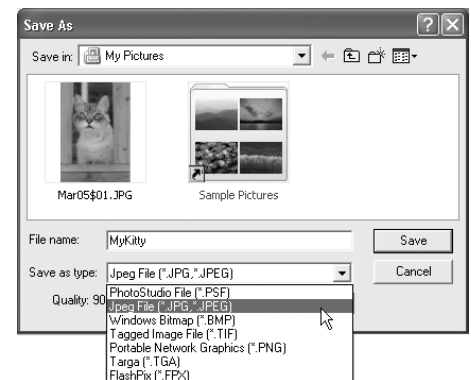 Save As
Save in: My Pictures
Mar05$01.JPG
Sample Pictures
File name: MyKitty
Save
Save as type: Jpeg File (*.JPG,*.JPEG)
Cancel
Quality: 90
PhotoStudio File (*.PSF)
Jpeg File (*.JPG,*.JPEG)
Windows Bitmap (*.BMP)
Tagged Image File (*.TIF)
Portable Network Graphics (*.PNG)
Targa (*.TGA)
FlashPix (*.FPX)